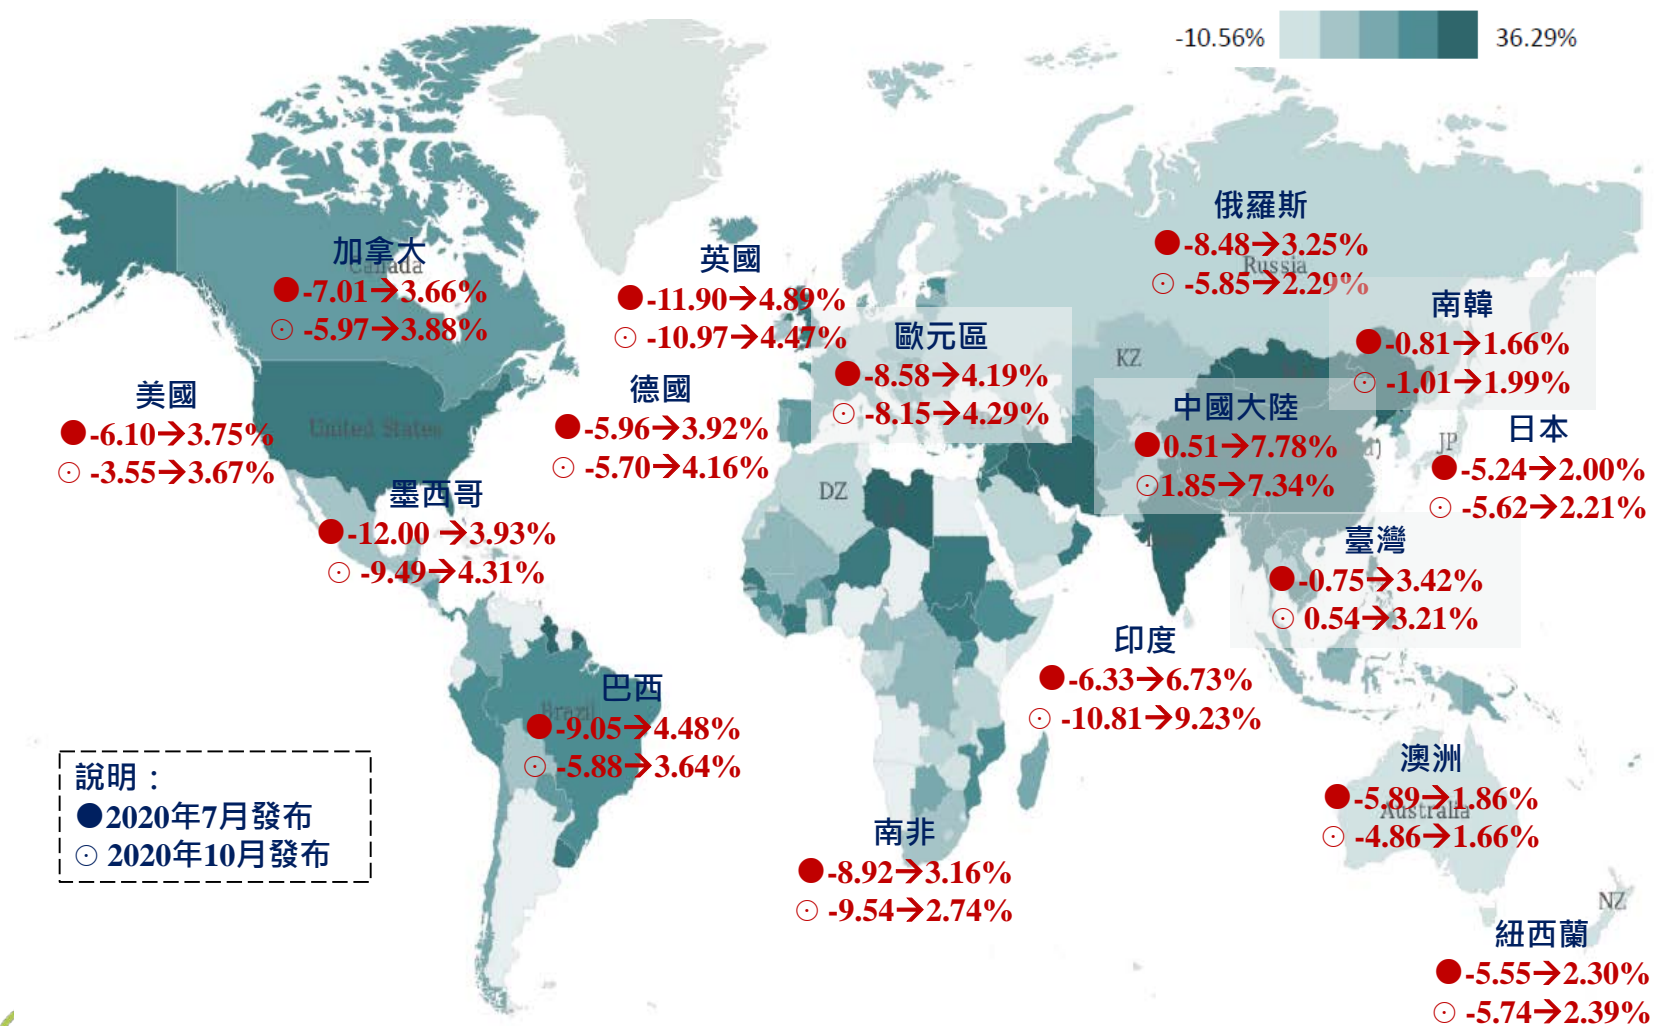 -10.56% 36.29%
俄羅斯
●-8.48→3.25%
Russia
⊙ -5.85→2.29%
加拿大
Canada
●-7.01→3.66%
⊙ -5.97→3.88%
英國
●-11.90→4.89%
⊙ -10.97→4.47%
南韓
●-0.81→1.66%
⊙ -1.01→1.99%
歐元區
●-8.58→4.19%
⊙ -8.15→4.29%
KZ
美國
●-6.10→3.75%
⊙ -3.55→3.67%
United States
德國
●-5.96→3.92%
⊙ -5.70→4.16%
中國大陸
●0.51→7.78%
⊙1.85→7.34%
JP
日本
●-5.24→2.00%
⊙ -5.62→2.21%
墨西哥
●-12.00 →3.93%
⊙ -9.49→4.31%
DZ
臺灣
●-0.75→3.42%
⊙ 0.54→3.21%
印度
●-6.33→6.73%
⊙ -10.81→9.23%
巴西
Brazil
●-9.05→4.48%
⊙ -5.88→3.64%
說明：
●2020年7月發布
⊙ 2020年10月發布
南非
●-8.92→3.16%
⊙ -9.54→2.74%
澳洲
●-5.89→1.86%
Australia
⊙ -4.86→1.66%
NZ
紐西蘭
●-5.55→2.30%
⊙ -5.74→2.39%